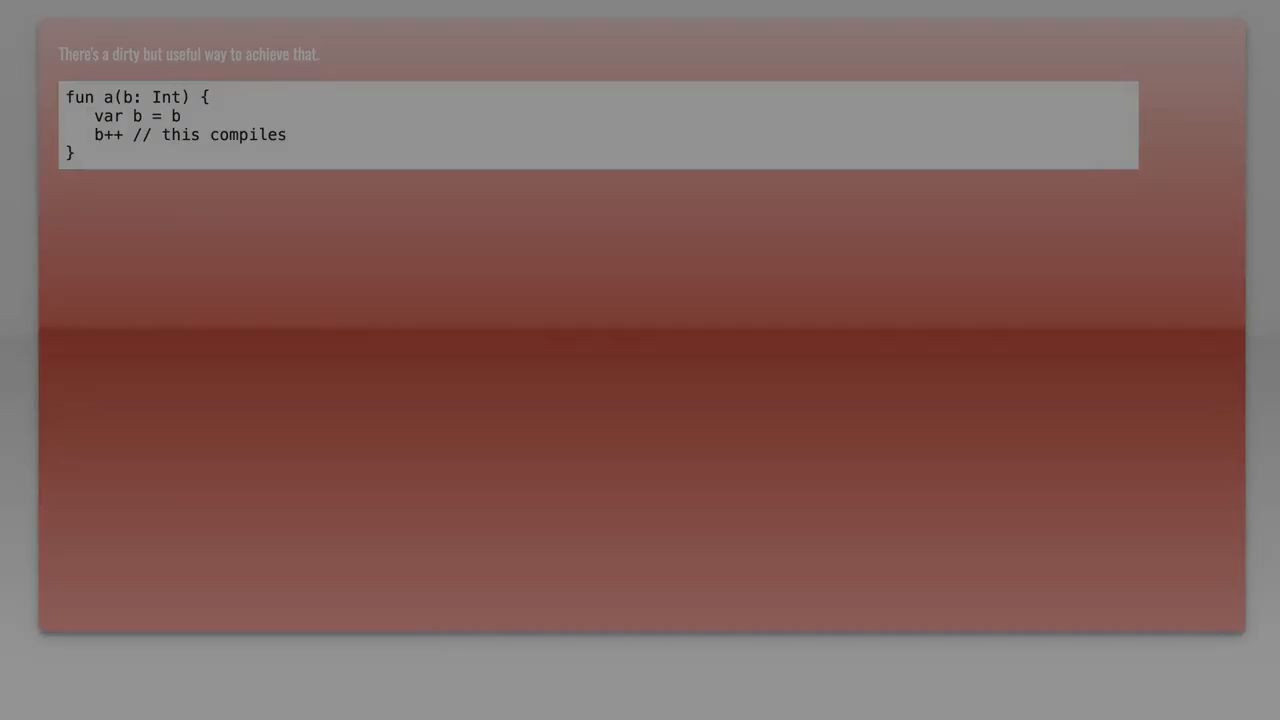 There's a dirty but useful way to achieve that.
fun a(b: Int) {
   var b = b
   b++ // this compiles
}